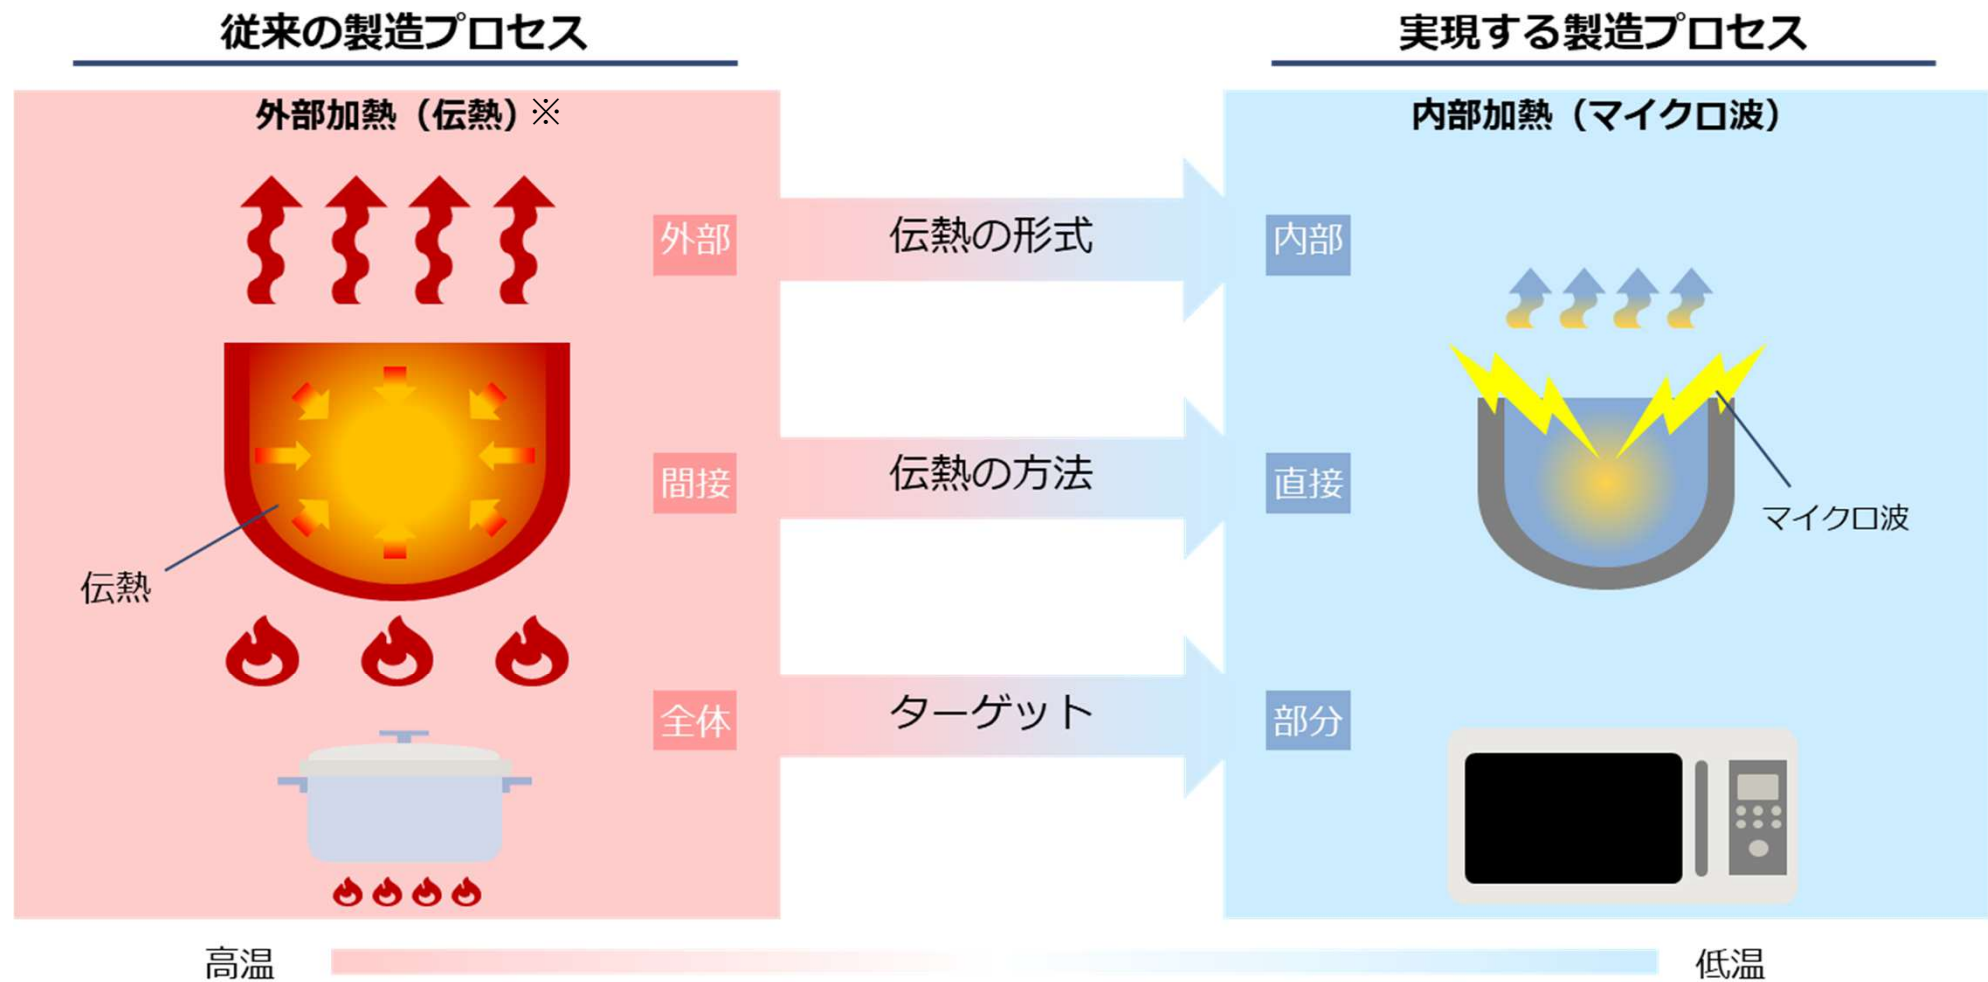 従来の製造プロセス
実現する製造プロセス
外部加熱（伝熱）※
内部加熱（マイクロ波）
外部
伝熱の形式
内部
間接
伝熱の方法
直接
マイクロ波
伝熱
全体
ターゲット
部分
高温
低温